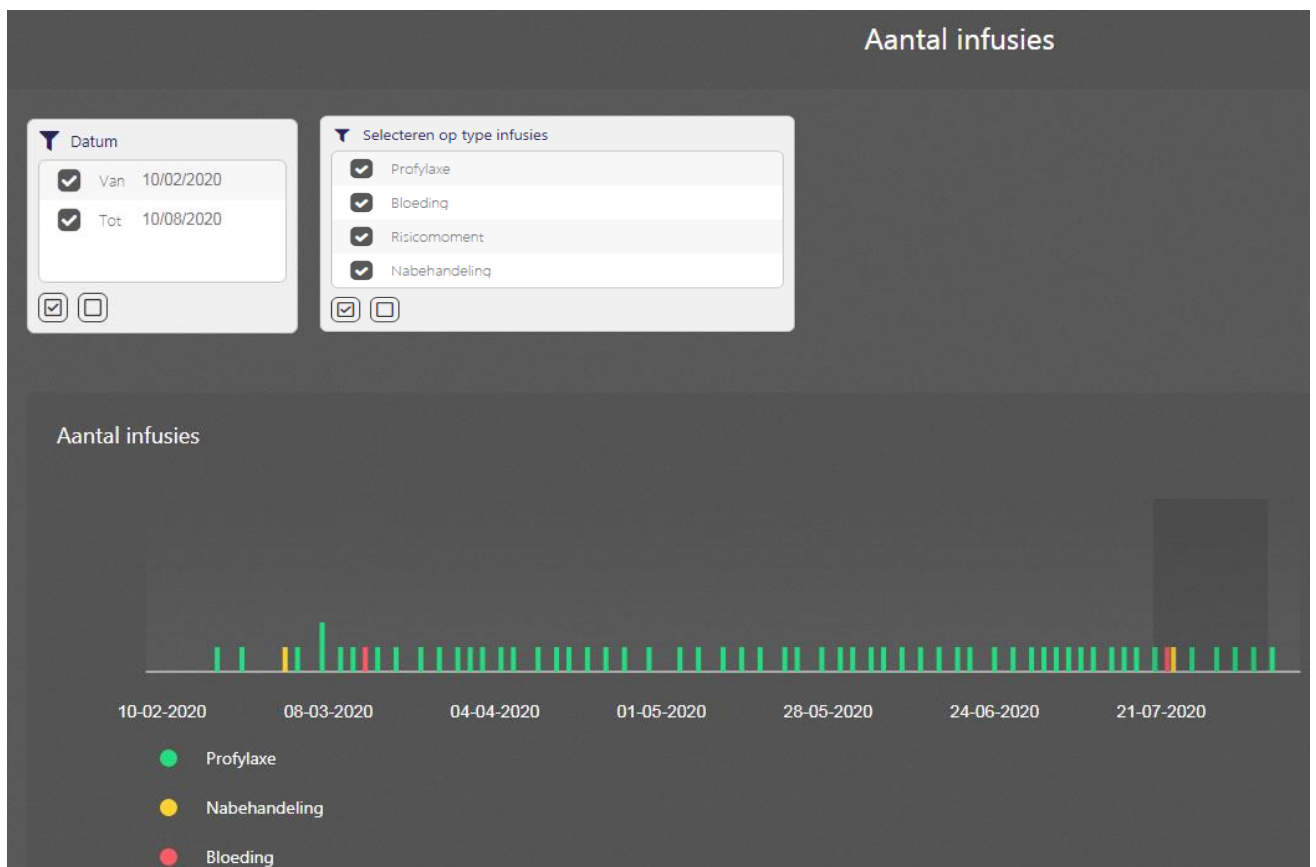 Aantal infusies
Datum
Van 10/02/2020
Tot 10/08/2020
Selecteren op type infusies
Profylaxe
Bloeding
Risicomoment
Nabehandeling
Aantal infusies
10-02-2020 08-03-2020 04-04-2020 01-05-2020 28-05-2020 24-06-2020 21-07-2020
Profylaxe
Nabehandeling
Bloeding